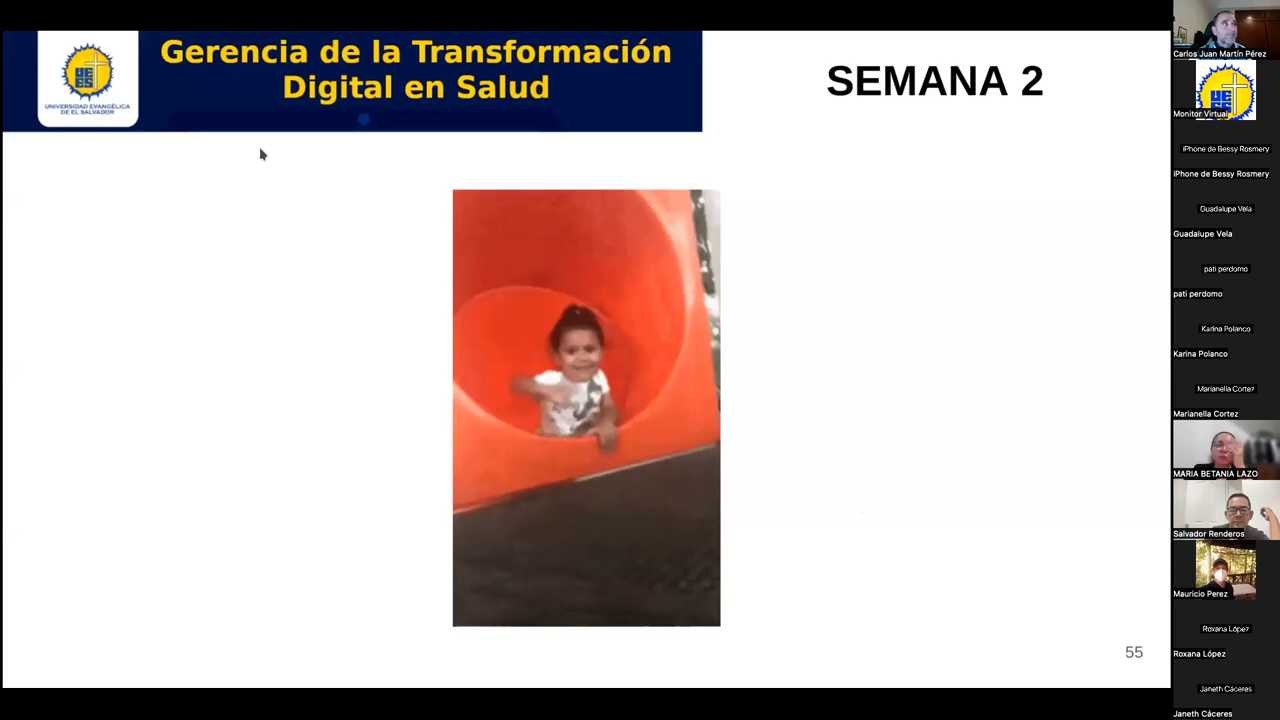 Gerencia de la Transformación
Digital en Salud
UEES
UNIVERSIDAD EVANGÉLICA
DE EL SALVADOR
SEMANA 2
55
Carlos Juan Martín Pérez
UEES
Monitor Virtual
iPhone de Bessy Rosmery
iPhone de Bessy Rosmery
Guadalupe Vela
Guadalupe Vela
pati perdomo
pati perdomo
Karina Polanco
Karina Polanco
Marianella Cortez
Marianella Cortez
MARIA BETANIA LAZO
Salvador Renderos
Mauricio Perez
Roxana López
Roxana López
Janeth Cáceres
Janeth Cáceres